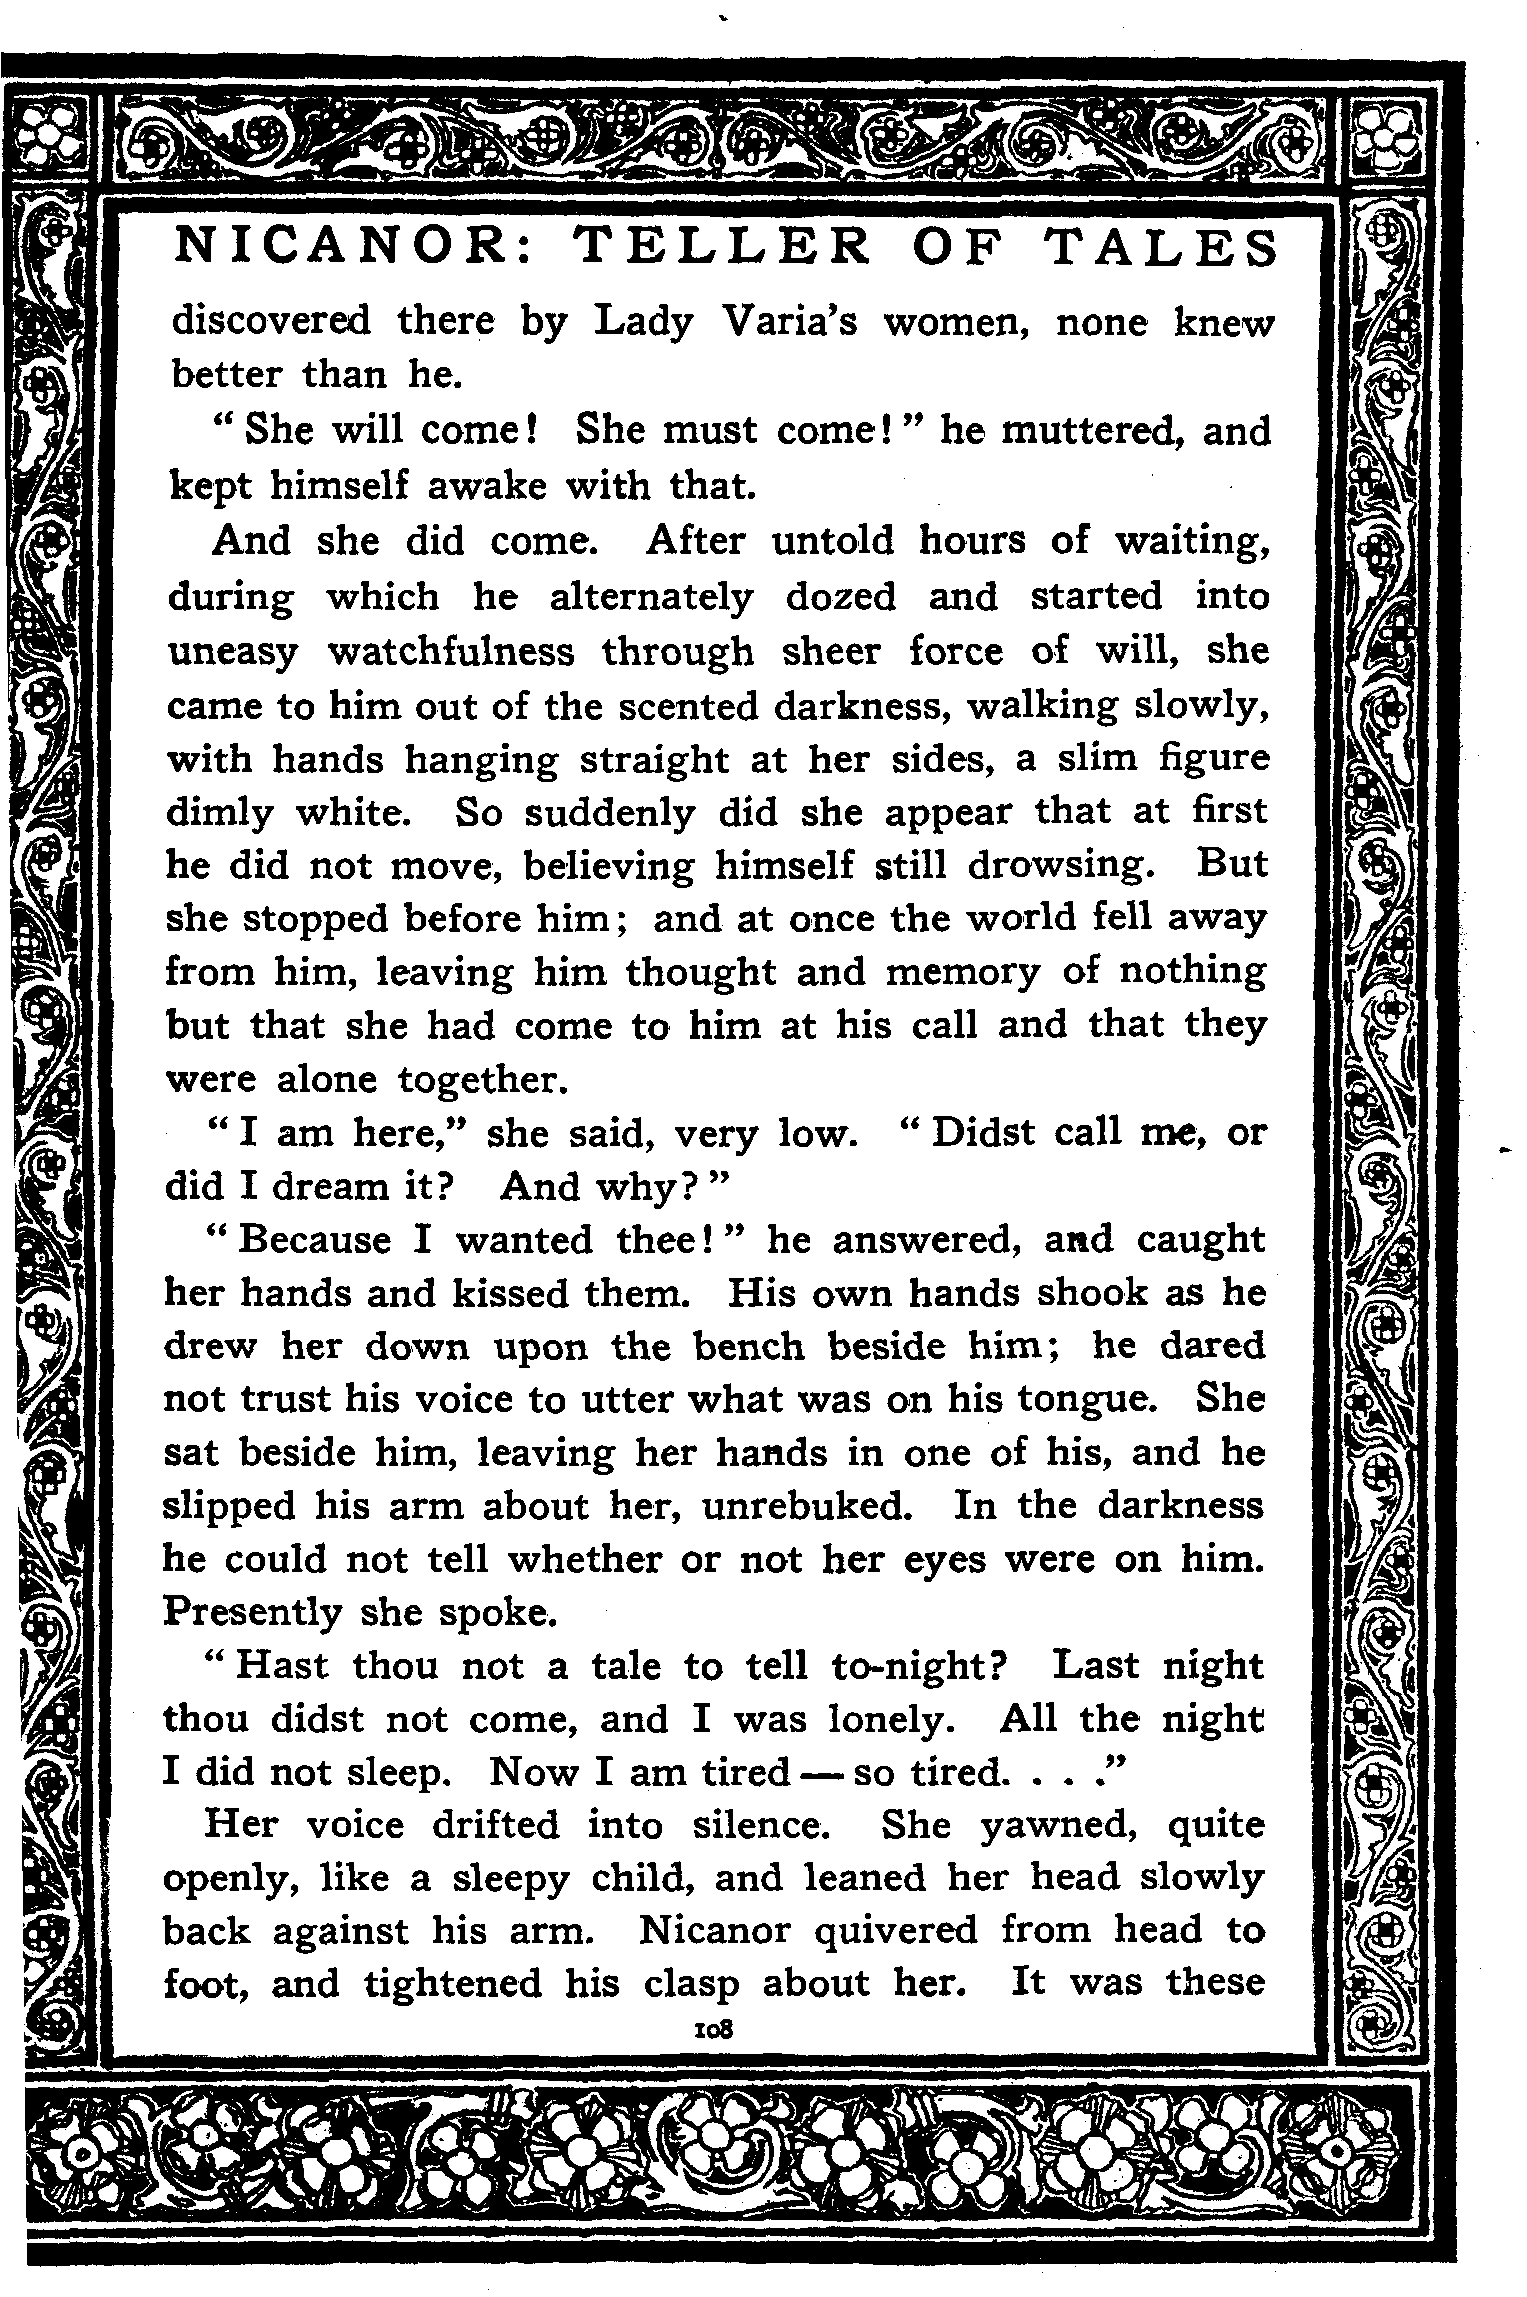 NICANOR: TELLER OF TALES
discovered there by Lady Varia's women, none knew
better than he.
“ She will come! She must come! ” he muttered, and
kept himself awake with that.
And she did come. After untold hours of waiting,
during which he alternately dozed and started into
uneasy watchfulness through sheer force of will, she
came to him out of the scented darkness, walking slowly,
with hands hanging straight at her sides, a slim figure
dimly white. So suddenly did she appear that at first
he did not move, believing himself still drowsing. But
she stopped before him; and at once the world fell away
from him, leaving him thought and memory of nothing
but that she had come to him at his call and that they
were alone together.
“ I am here,” she said, very low. “ Didst call me, or
did I dream it? And why? ”
“ Because I wanted thee! ” he answered, and caught
her hands and kissed them. His own hands shook as he
drew her down upon the bench beside him; he dared
not trust his voice to utter what was on his tongue. She
sat beside him, leaving her hands in one of his, and he
slipped his arm about her, unrebuked. In the darkness
he could not tell whether or not her eyes were on him.
Presently she spoke.
“ Hast thou not a tale to tell to-night? Last night
thou didst not come, and I was lonely. All the night
I did not sleep. Now I am tired — so tired. . . .”
Her voice drifted into silence. She yawned, quite
openly, like a sleepy child, and leaned her head slowly
back against his arm. Nicanor quivered from head to
foot, and tightened his clasp about her. It was these
108